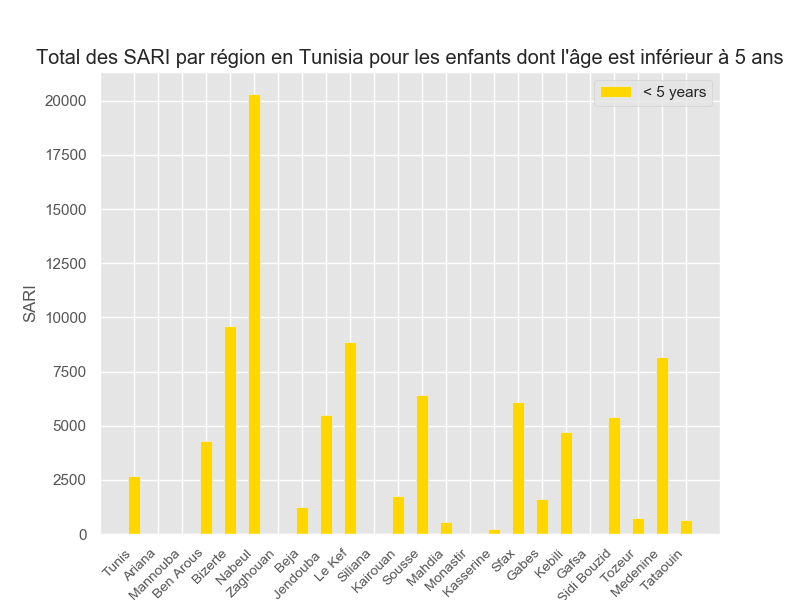 Total des SARI par région en Tunisia pour les enfants dont l'âge est inférieur à 5 ans
< 5 years
SARI
20000
17500
15000
12500
10000
7500
5000
2500
0
Tunis
Ariana
Mannouba
Ben Arous
Bizerte
Nabeul
Zaghouan
Beja
Jendouba
Le Kef
Siliana
Kairouan
Sousse
Mahdia
Monastir
Kasserine
Sfax
Gabes
Kebili
Gafsa
Sidi Bouzid
Tozeur
Medenine
Tataouin